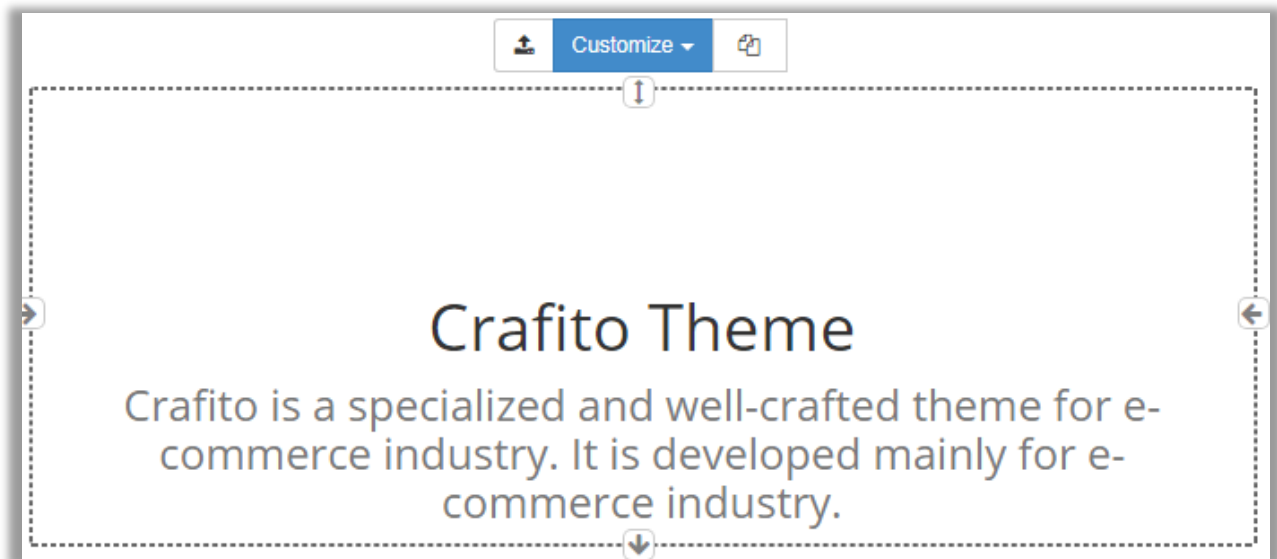 Customize
Crafito Theme
Crafito is a specialized and well-crafted theme for e-
commerce industry. It is developed mainly for e-
commerce industry.